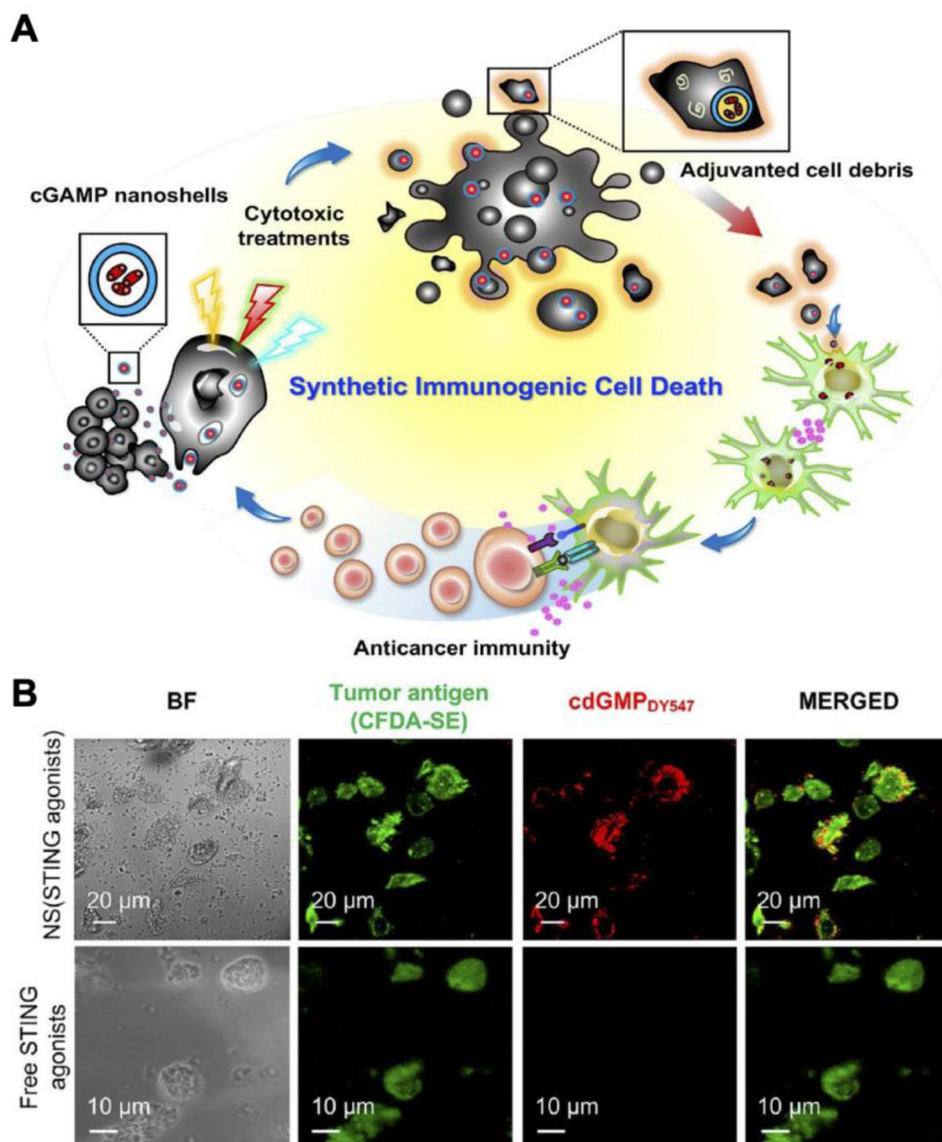 A
cGAMP nanoshells
Cytotoxic
treatments
Adjuvanted cell debris
Synthetic Immunogenic Cell Death
Anticancer immunity
B
BF
Tumor antigen
(CFDA-SE)
cdGMPDY547
MERGED
NS(STING agonists)
20 µm
20 µm
20 µm
20 µm
Free STING
agonists
10 µm
10 µm
10 µm
10 µm